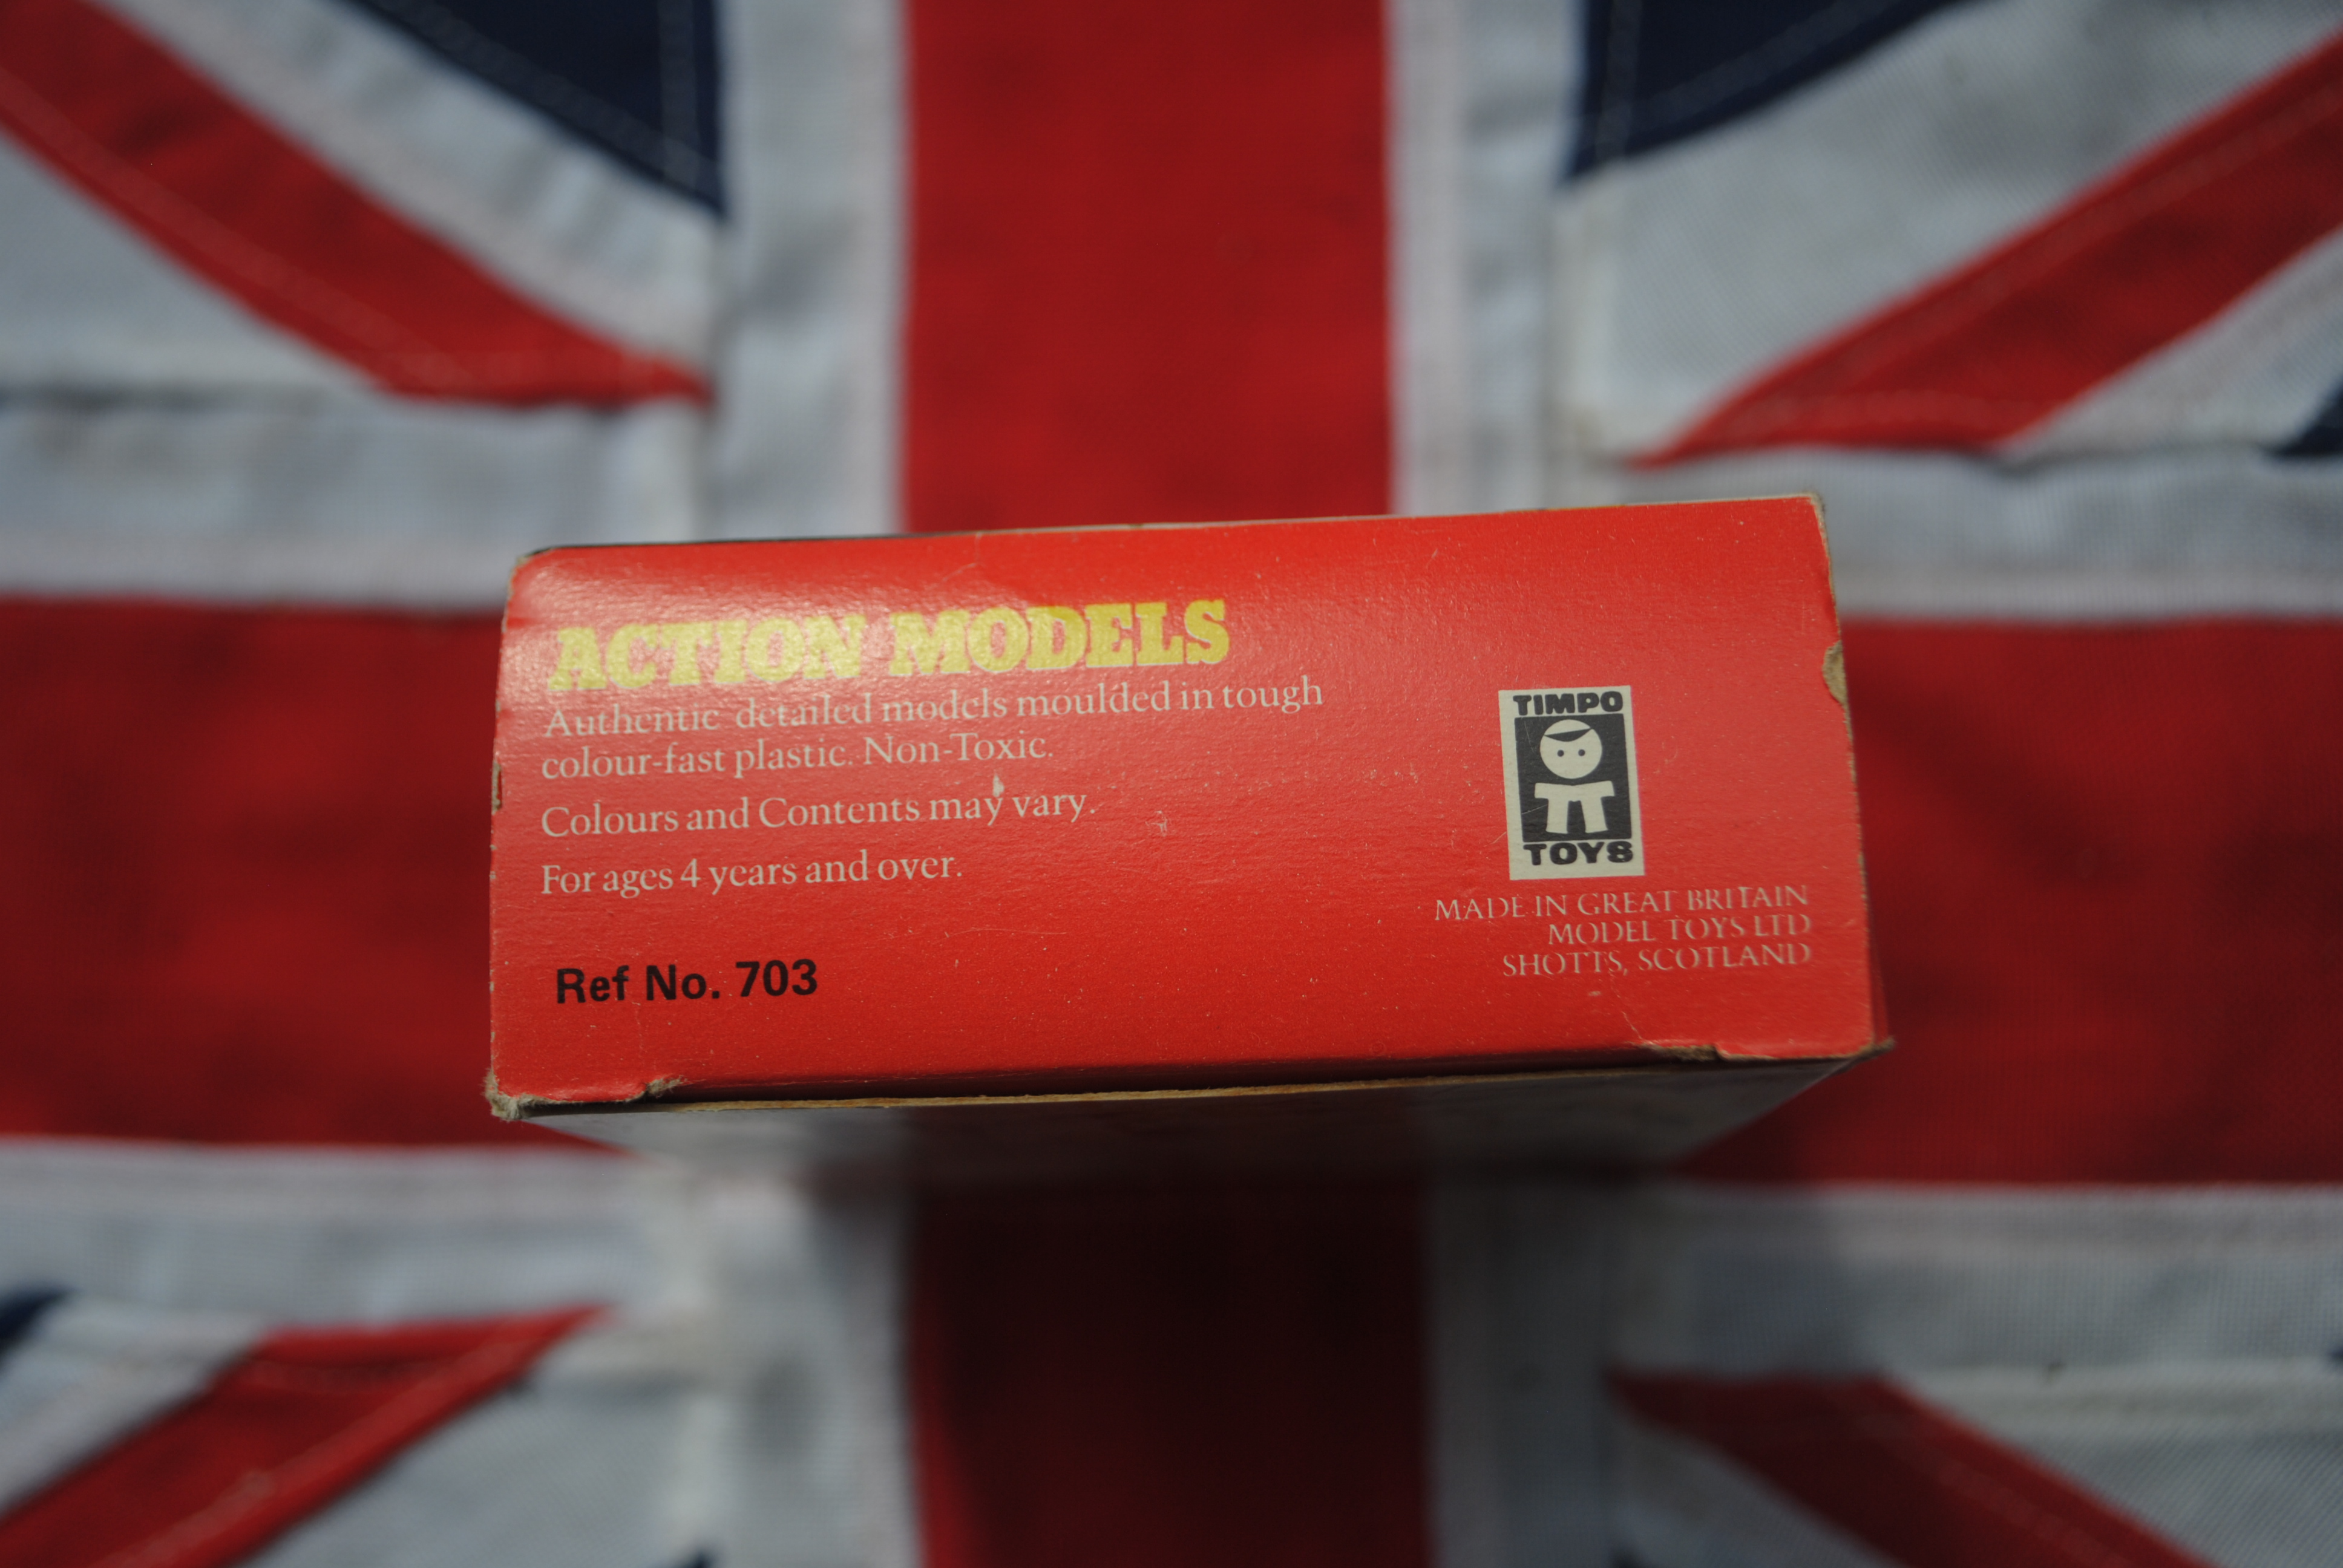 ACTION MODELS
Authentic detailed models moulded in tough
colour-fast plastic. Non-Toxic.
Colours and Contents may vary.
For ages 4 years and over.
Ref No. 703
TIMPO
TOYS
MADE IN GREAT BRITAIN
MODEL TOYS LTD
SHOTTS, SCOTLAND